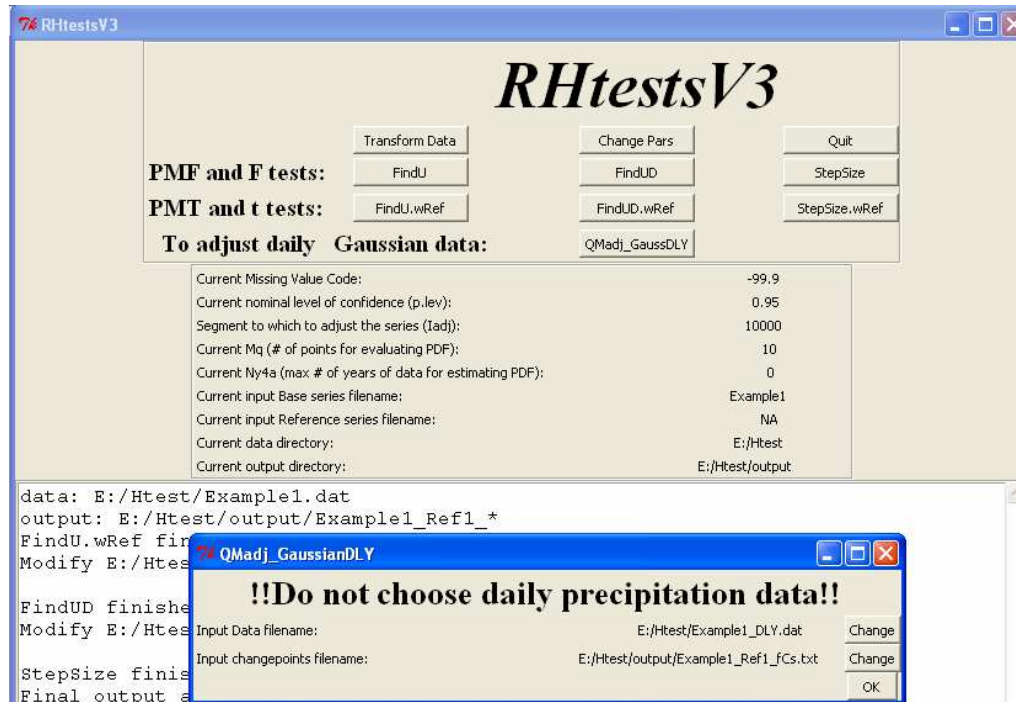 RHtestsV3
RHtestsV3
Transform Data Change Pars Quit
PMF and F tests: FindU FindUD StepSize
PMT and t tests: FindU.wRef FindUD.wRef StepSize.wRef
To adjust daily Gaussian data: QMadj_GaussDLY
Current Missing Value Code: -99.9
Current nominal level of confidence (p.lev): 0.95
Segment to which to adjust the series (Iadj): 10000
Current Mq (# of points for evaluating PDF): 10
Current Ny4a (max # of years of data for estimating PDF): 0
Current input Base series filename: Example1
Current input Reference series filename: NA
Current data directory: E:/Htest
Current output directory: E:/Htest/output
data: E:/Htest/Example1.dat
output: E:/Htest/output/Example1_Ref1_*
FindU.wRef fin
Modify E:/Htes
FindUD finishe
Modify E:/Htes
StepSize finis
Final output a
QMadj_GaussianDLY
!!Do not choose daily precipitation data!!
Input Data filename: E:/Htest/Example1_DLY.dat Change
Input changepoints filename: E:/Htest/output/Example1_Ref1_fCs.txt Change
OK